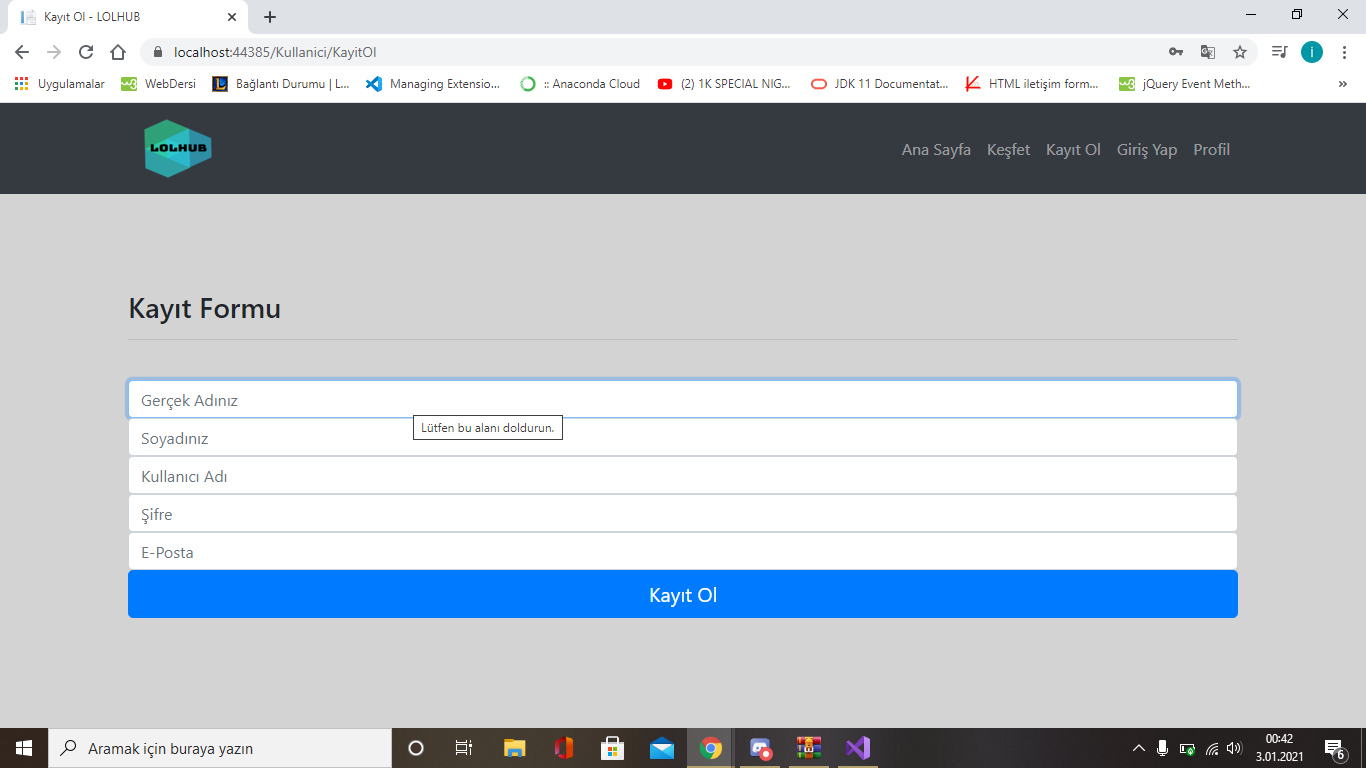 Kayıt Ol - LOLHUB
localhost:44385/Kullanici/KayitOl
i
Uygulamalar WebDersi Bağlantı Durumu | L... Managing Extensio... :: Anaconda Cloud (2) 1K SPECIAL NIG... JDK 11 Documentat... HTML iletişim form... jQuery Event Meth... »
LOLHUB
Ana Sayfa Keşfet Kayıt Ol Giriş Yap Profil
Kayıt Formu
Gerçek Adınız
Lütfen bu alanı doldurun.
Soyadınız
Kullanıcı Adı
Şifre
E-Posta
Kayıt Ol
Aramak için buraya yazın
00:42
3.01.2021
6